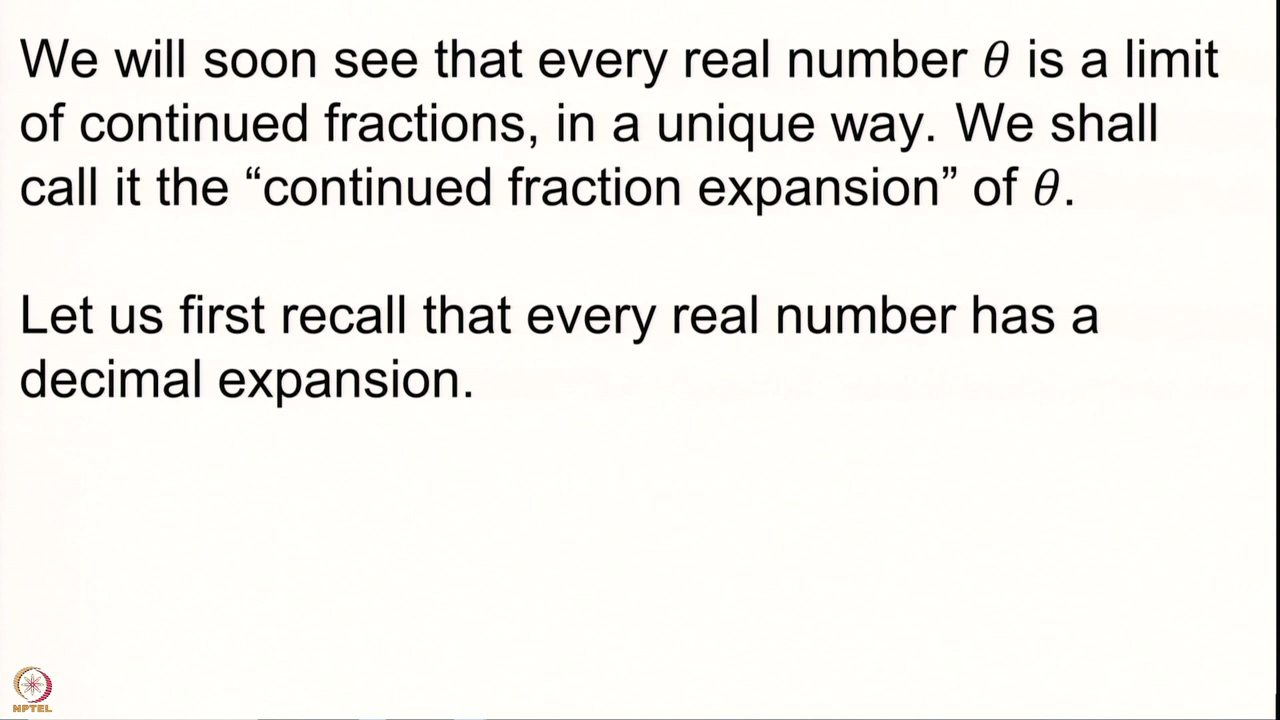 We will soon see that every real number θ is a limit
of continued fractions, in a unique way. We shall
call it the “continued fraction expansion” of θ.
Let us first recall that every real number has a
decimal expansion.
NPTEL